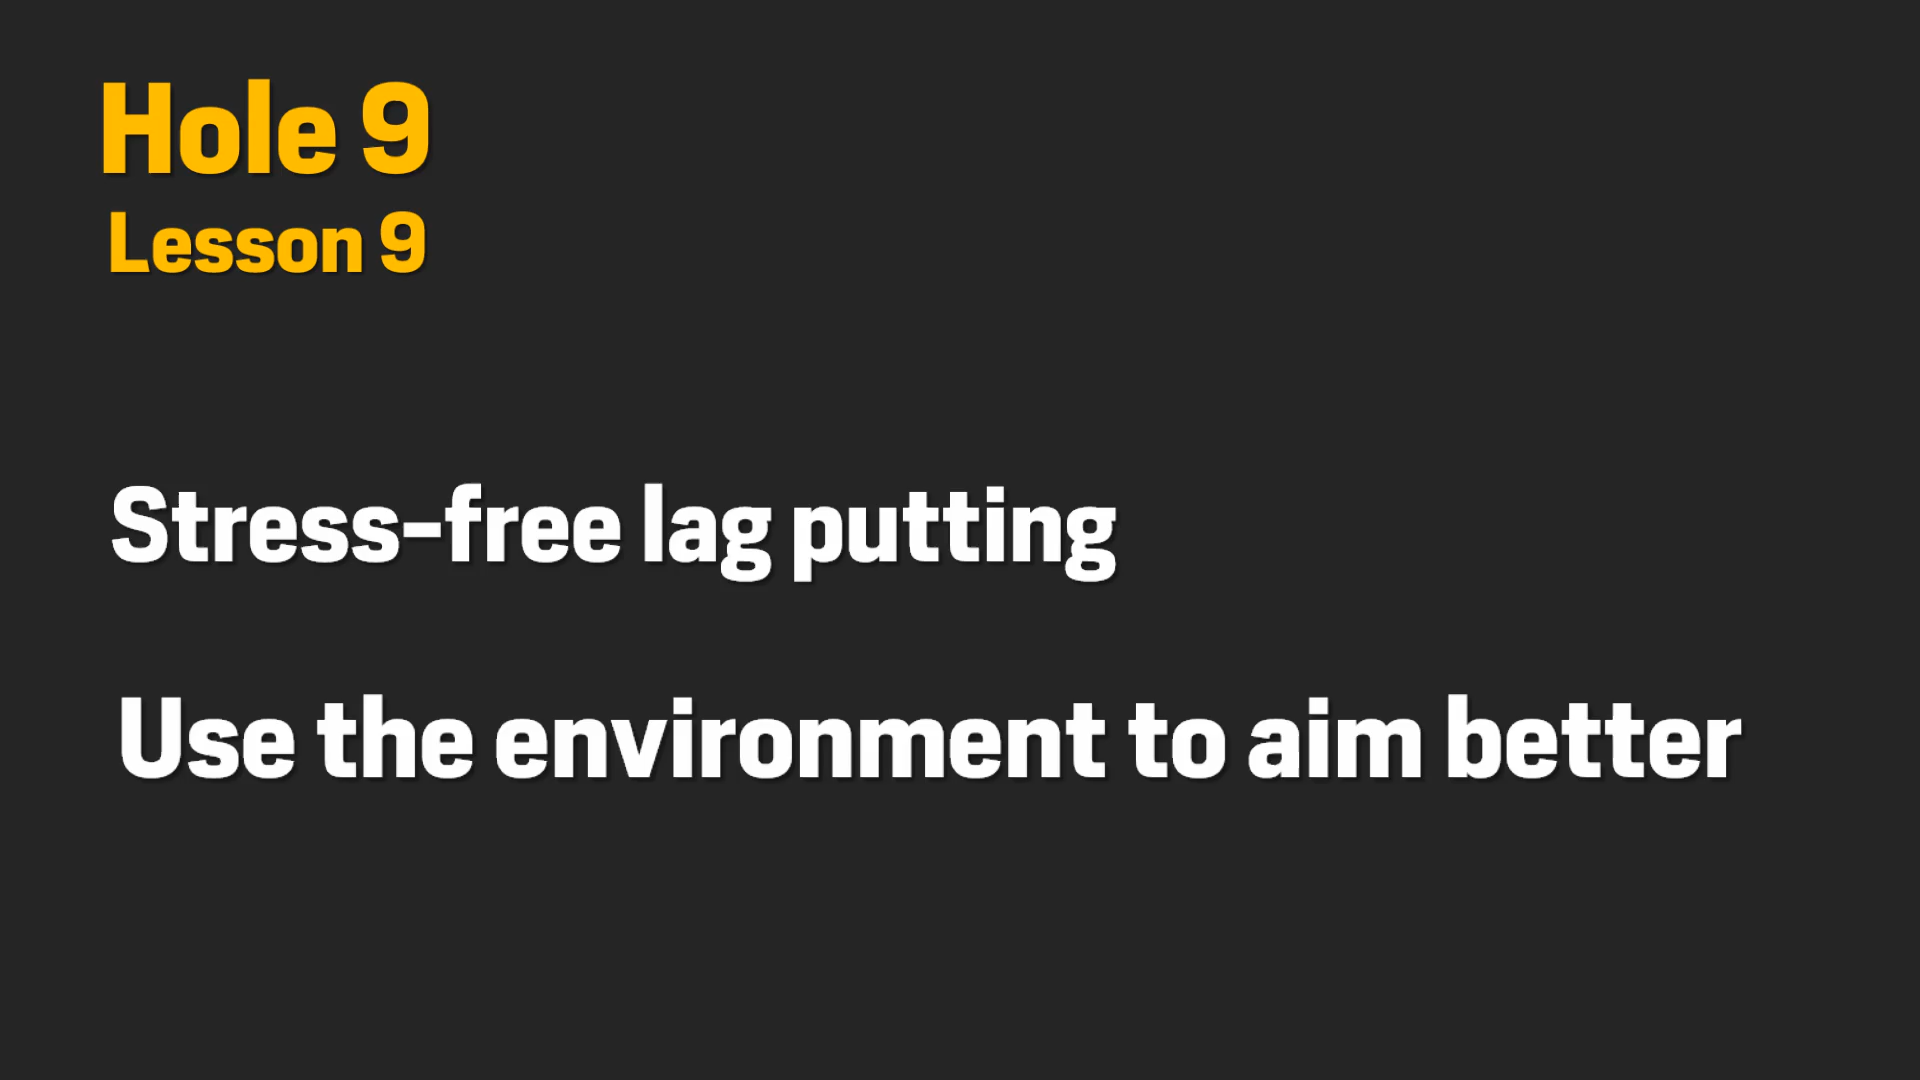 Hole 9
Lesson 9
Stress-free lag putting
Use the environment to aim better